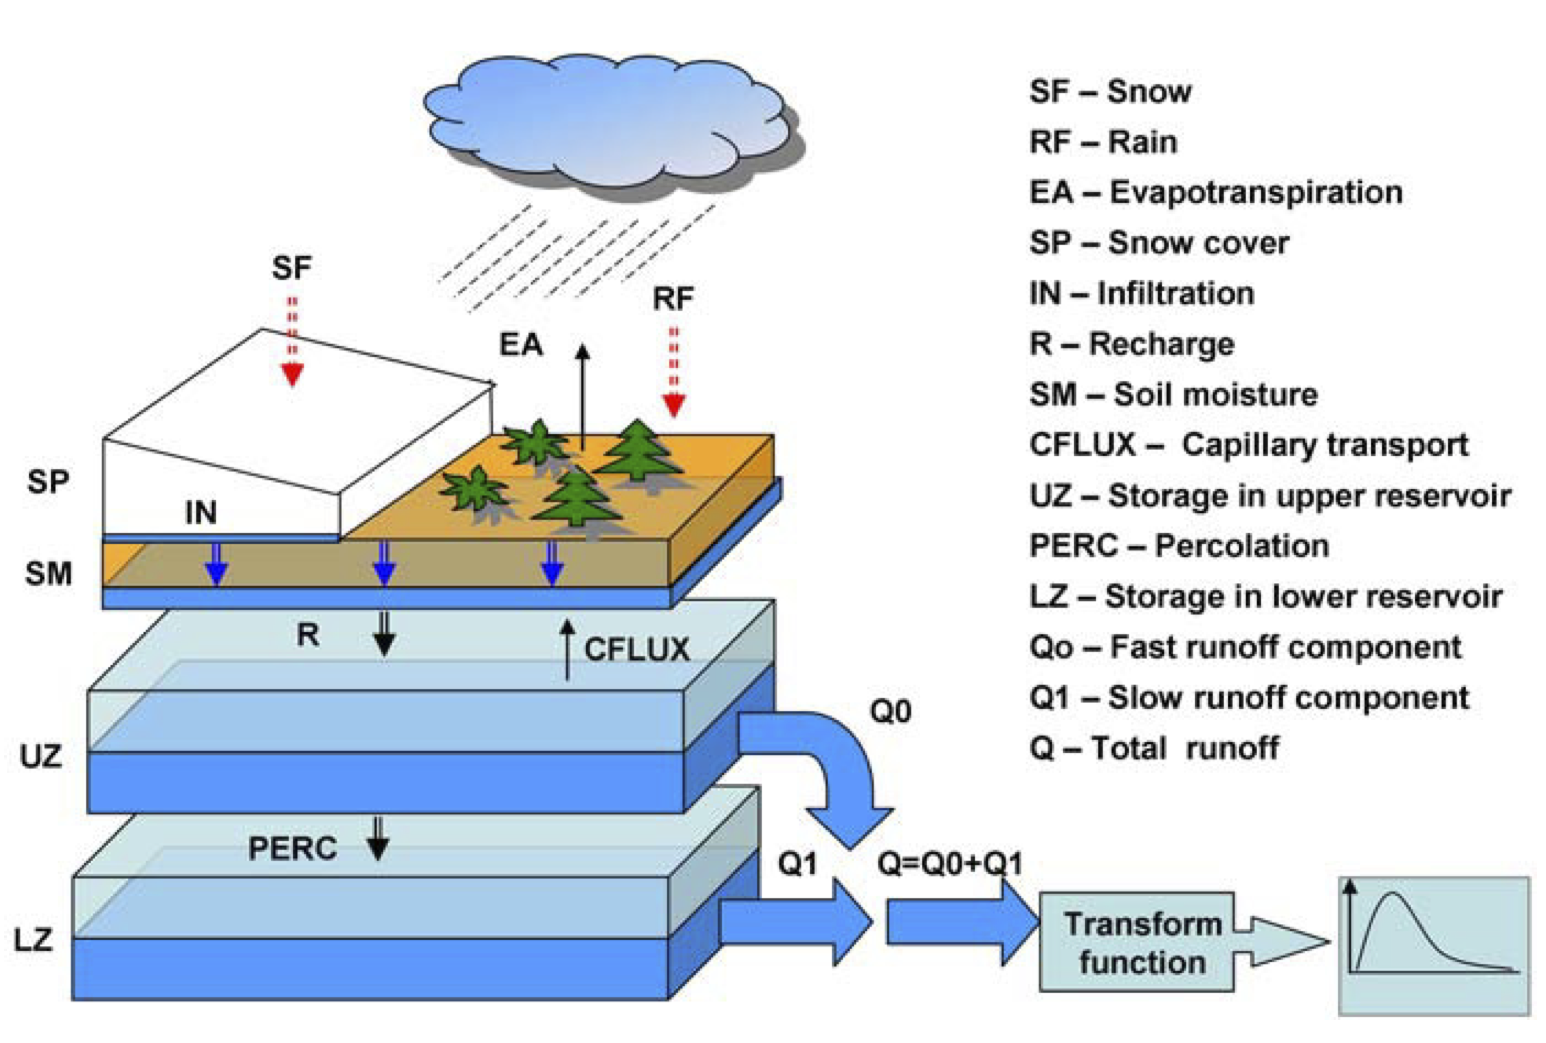 SF
RF
EA
SP
IN
SM
R
CFLUX
Q0
UZ
PERC
Q1
Q=Q0+Q1
LZ
Transform
function
SF – Snow
RF – Rain
EA – Evapotranspiration
SP – Snow cover
IN – Infiltration
R – Recharge
SM – Soil moisture
CFLUX – Capillary transport
UZ – Storage in upper reservoir
PERC – Percolation
LZ – Storage in lower reservoir
Qo – Fast runoff component
Q1 – Slow runoff component
Q – Total runoff